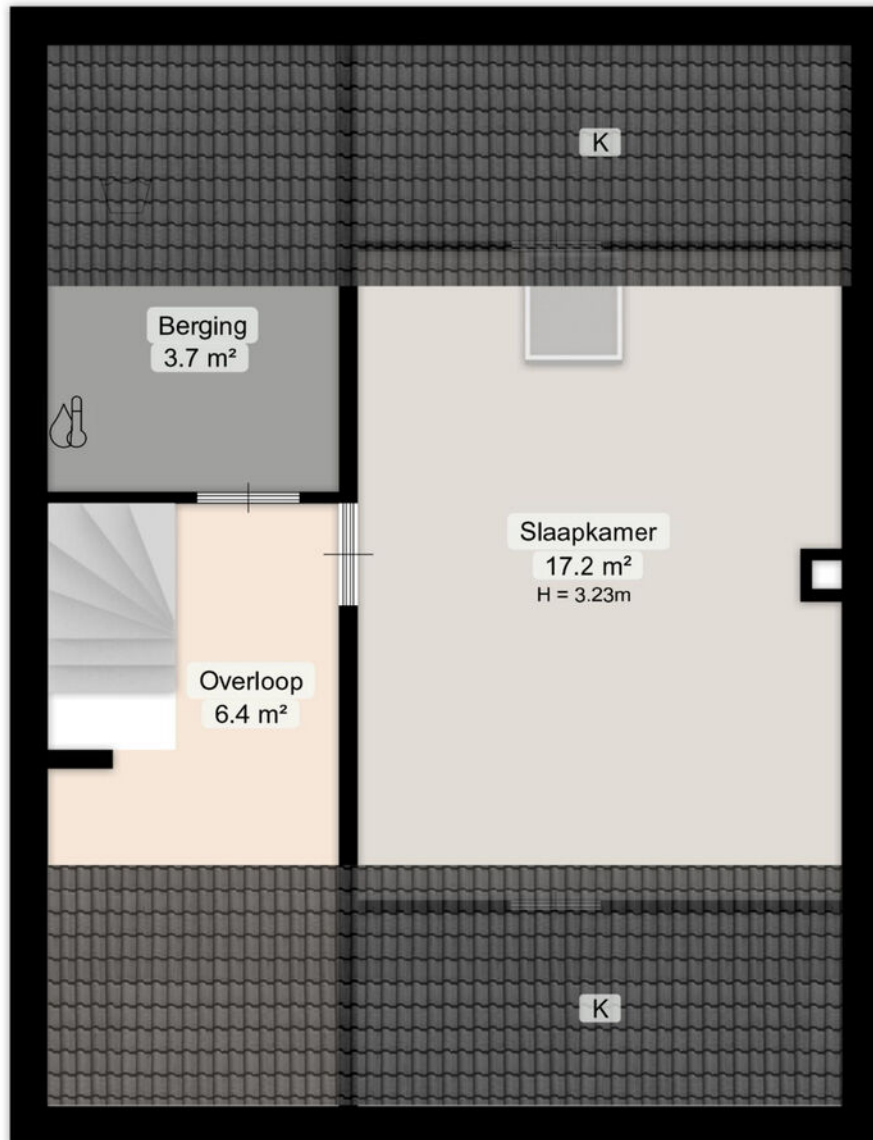 K
Berging
3.7 m²
Slaapkamer
17.2 m²
H = 3.23m
Overloop
6.4 m²
K